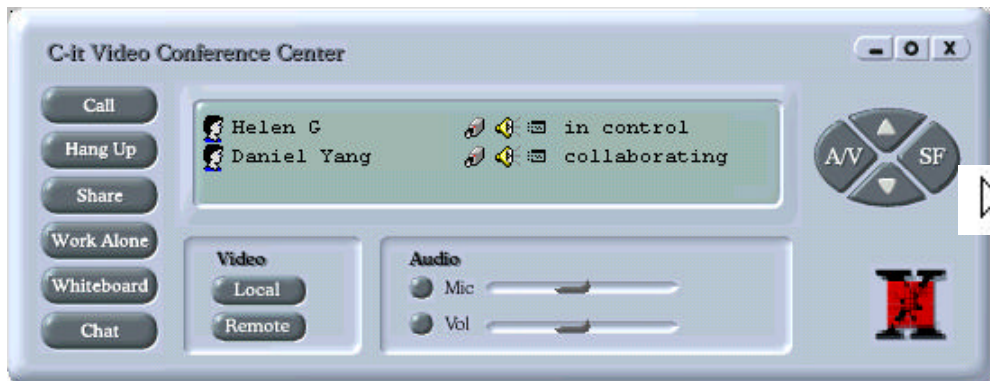 C-it Video Conference Center
Call
Hang Up
Share
Work Alone
Whiteboard
Chat
Helen G in control
Daniel Yang collaborating
A/V SF
Video
Local
Remote
Audio
Mic
Vol